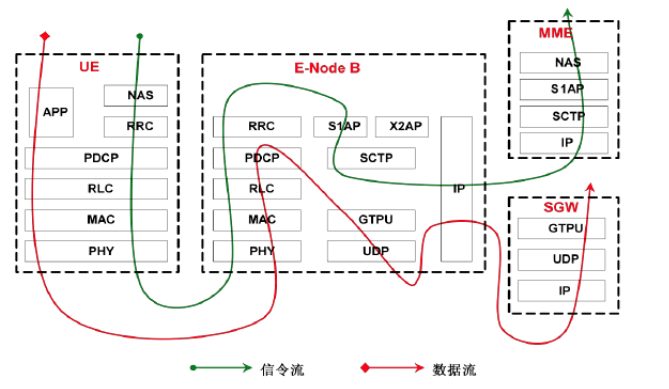 UE
APP
NAS
RRC
PDCP
RLC
MAC
PHY
E-Node B
RRC
S1AP
X2AP
PDCP
SCTP
RLC
IP
MAC
GTPU
PHY
UDP
MME
NAS
S1AP
SCTP
IP
SGW
GTPU
UDP
IP
信令流
数据流